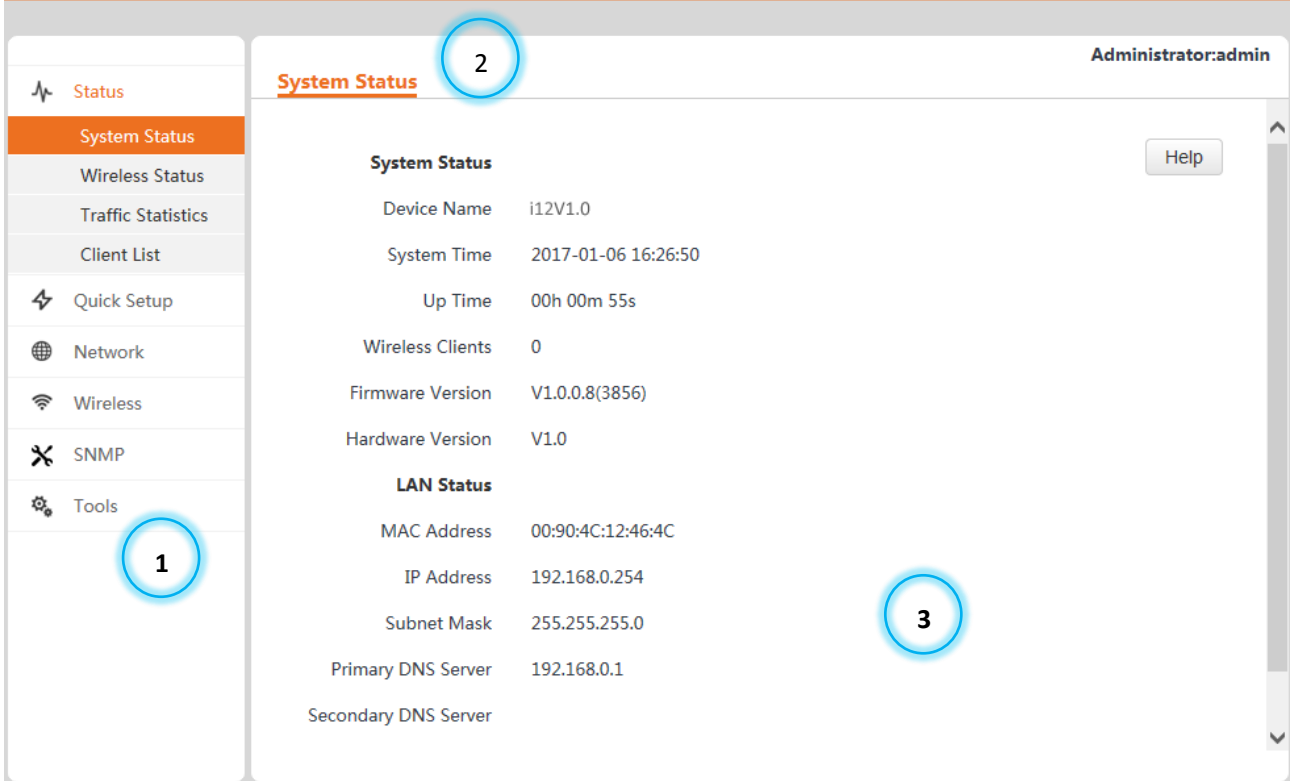 2
Administrator:admin
System Status
Status
System Status
Wireless Status
Traffic Statistics
Client List
Quick Setup
Network
Wireless
SNMP
Tools
1
Help
System Status
Device Name i12V1.0
System Time 2017-01-06 16:26:50
Up Time 00h 00m 55s
Wireless Clients 0
Firmware Version V1.0.0.8(3856)
Hardware Version V1.0
LAN Status
MAC Address 00:90:4C:12:46:4C
IP Address 192.168.0.254
Subnet Mask 255.255.255.0
3
Primary DNS Server 192.168.0.1
Secondary DNS Server